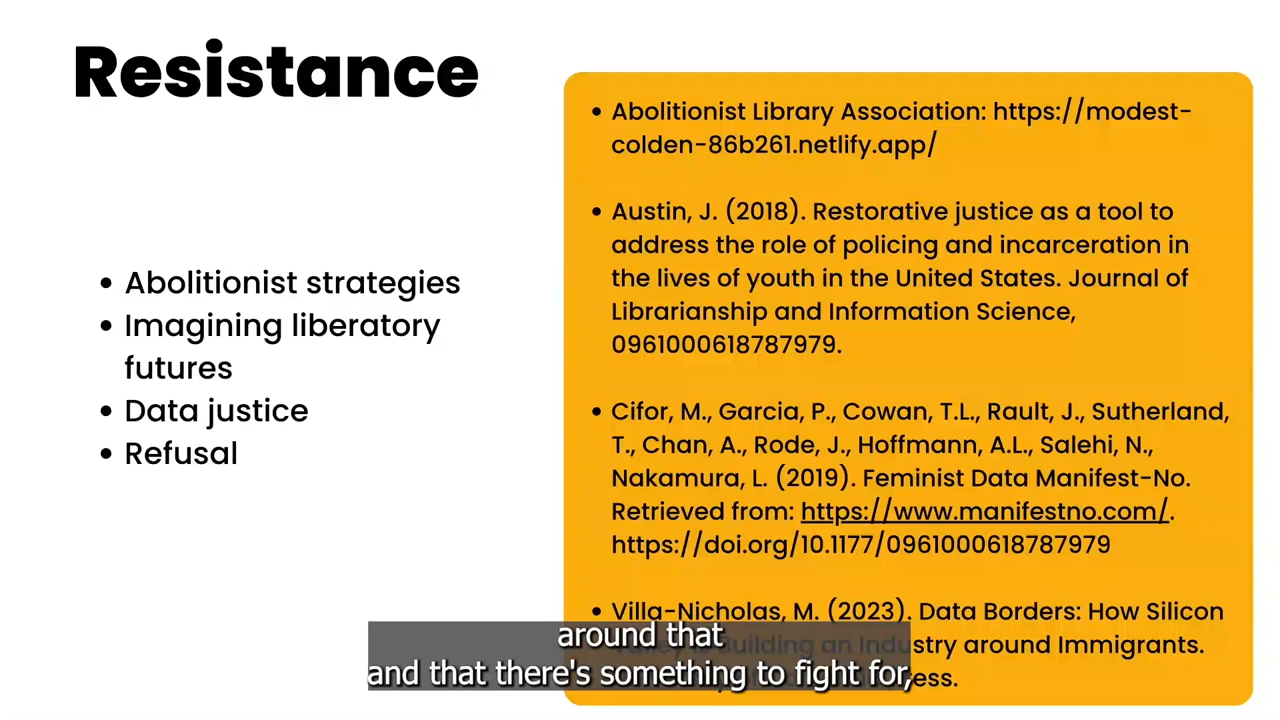 Resistance
• Abolitionist strategies
• Imagining liberatory
futures
• Data justice
• Refusal
• Abolitionist Library Association: https://modest-
colden-86b261.netlify.app/
• Austin, J. (2018). Restorative justice as a tool to
address the role of policing and incarceration in
the lives of youth in the United States. Journal of
Librarianship and Information Science,
0961000618787979.
• Cifor, M., Garcia, P., Cowan, T.L., Rault, J., Sutherland,
T., Chan, A., Rode, J., Hoffmann, A.L., Salehi, N.,
Nakamura, L. (2019). Feminist Data Manifest-No.
Retrieved from: https://www.manifestno.com/.
https://doi.org/10.1177/0961000618787979
• Villa-Nicholas, M. (2023). Data Borders: How Silicon
Building an Industry around Immigrants.
around that
and that there's something to fight for,